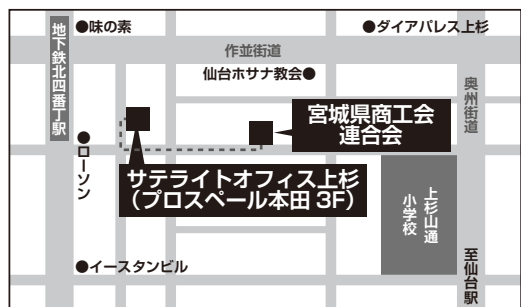 ●味の素
●ダイアパレス上杉
地下鉄北四番丁駅
作並街道
仙台ホサナ教会●
奥州街道
宮城県商工会
連合会
●ローソン
サテライトオフィス上杉
（プロスペール本田 3F）
上杉山通
小学校
●イースタンビル
至仙台駅